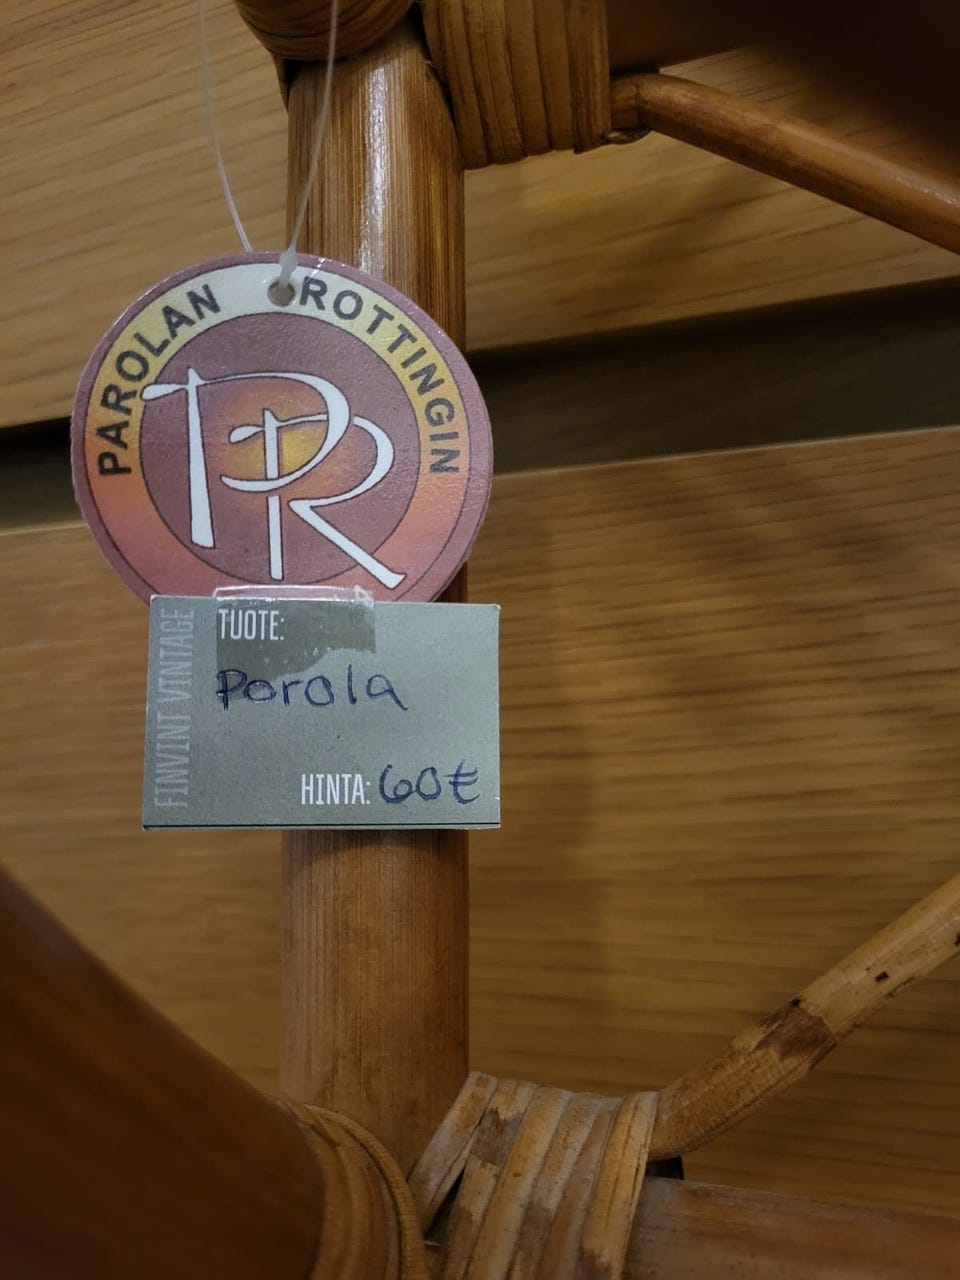 PAROLAN ROTTINGIN
PR
FINVINT VINTAGE
TUOTE:
Porola
HINTA: 60€